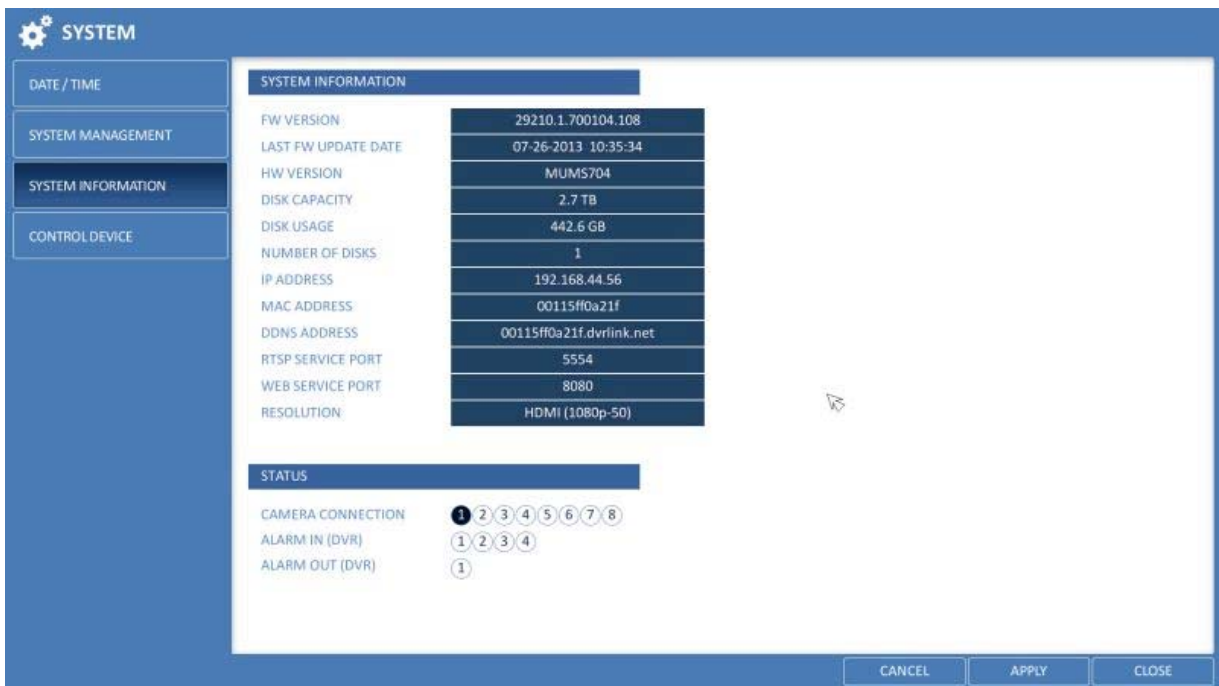 SYSTEM
DATE / TIME
SYSTEM MANAGEMENT
SYSTEM INFORMATION
CONTROL DEVICE
SYSTEM INFORMATION
FW VERSION 29210.1.700104.108
LAST FW UPDATE DATE 07-26-2013 10:35:34
HW VERSION MUMS704
DISK CAPACITY 2.7 TB
DISK USAGE 442.6 GB
NUMBER OF DISKS 1
IP ADDRESS 192.168.44.56
MAC ADDRESS 00115ff0a21f
DDNS ADDRESS 00115ff0a21f.dvrlink.net
RTSP SERVICE PORT 5554
WEB SERVICE PORT 8080
RESOLUTION HDMI (1080p-50)
STATUS
CAMERA CONNECTION 1 2 3 4 5 6 7 8
ALARM IN (DVR) 1 2 3 4
ALARM OUT (DVR) 1
CANCEL APPLY CLOSE